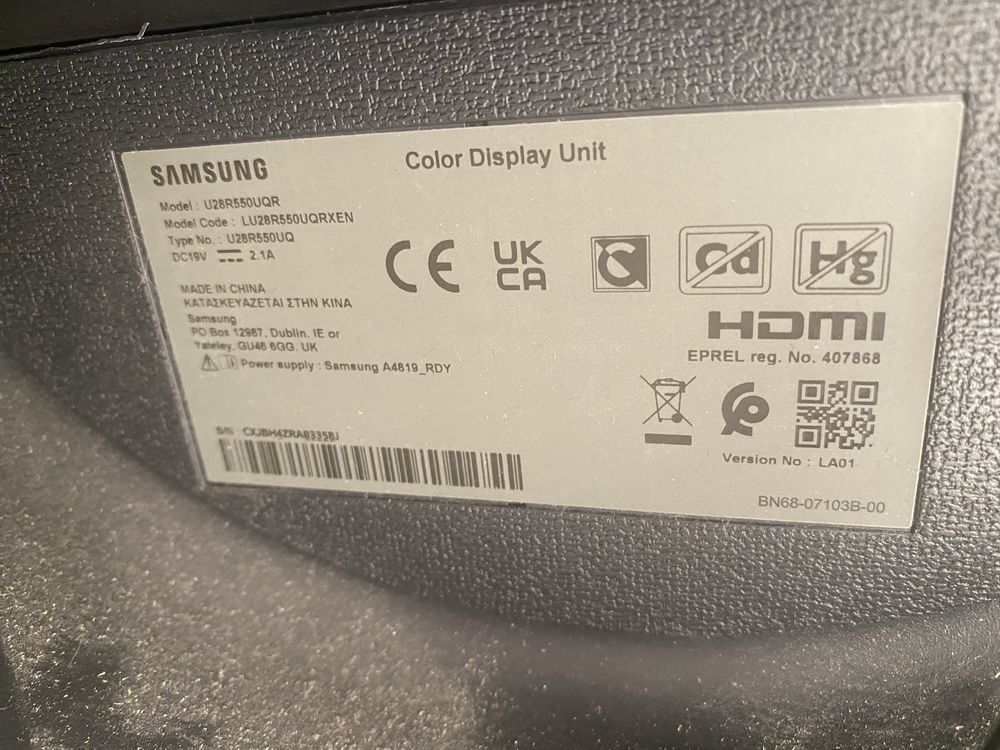 SAMSUNG
Color Display Unit
Model : U28R550UQR
Model Code : LU28R550UQRXEN
Type No. : U28R550UQ
DC19V 2.1A
MADE IN CHINA
ΚΑΤΑΣΚΕΥΑΖΕΤΑΙ ΣΤΗΝ ΚΙΝΑ
Samsung
PO Box 12987, Dublin. IE or
Yateley, GU46 6GG. UK
Power supply : Samsung A4819_RDY
S/N :
CE
UK
CA
Cd
Hg
HDMI
EPREL reg. No. 407868
Version No : LA01
BN68-07103B-00